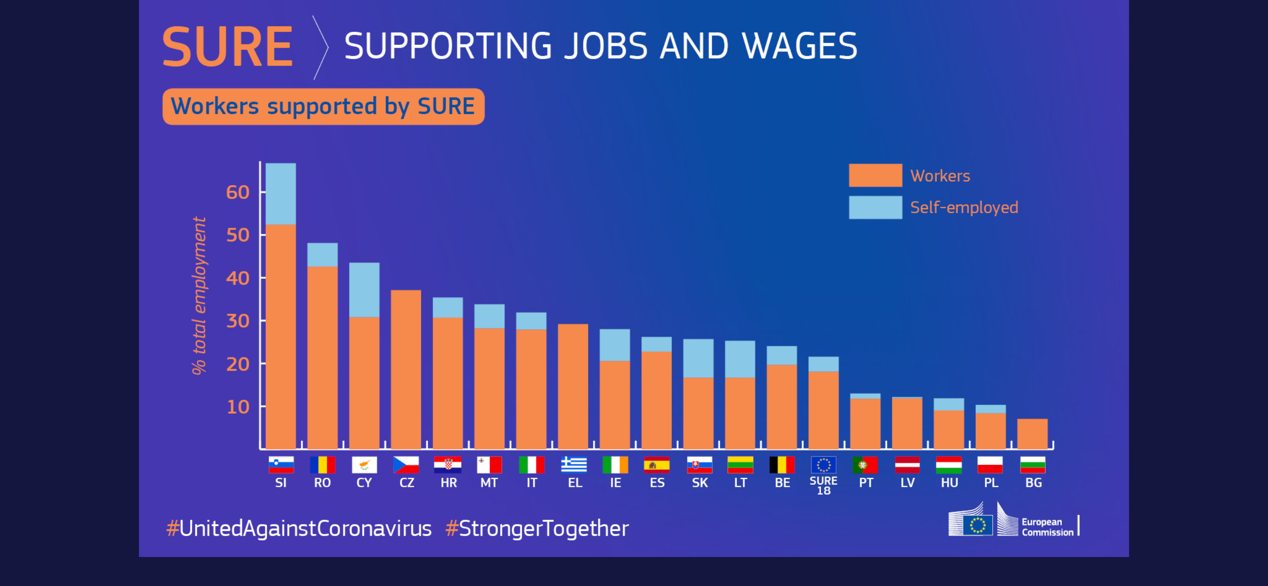 SURE SUPPORTING JOBS AND WAGES
Workers supported by SURE
% total employment
60
50
40
30
20
10
Workers
Self-employed
SI RO CY CZ HR MT IT EL IE ES SK LT BE SURE 18 PT LV HU PL BG
#UnitedAgainstCoronavirus #StrongerTogether
European
Commission